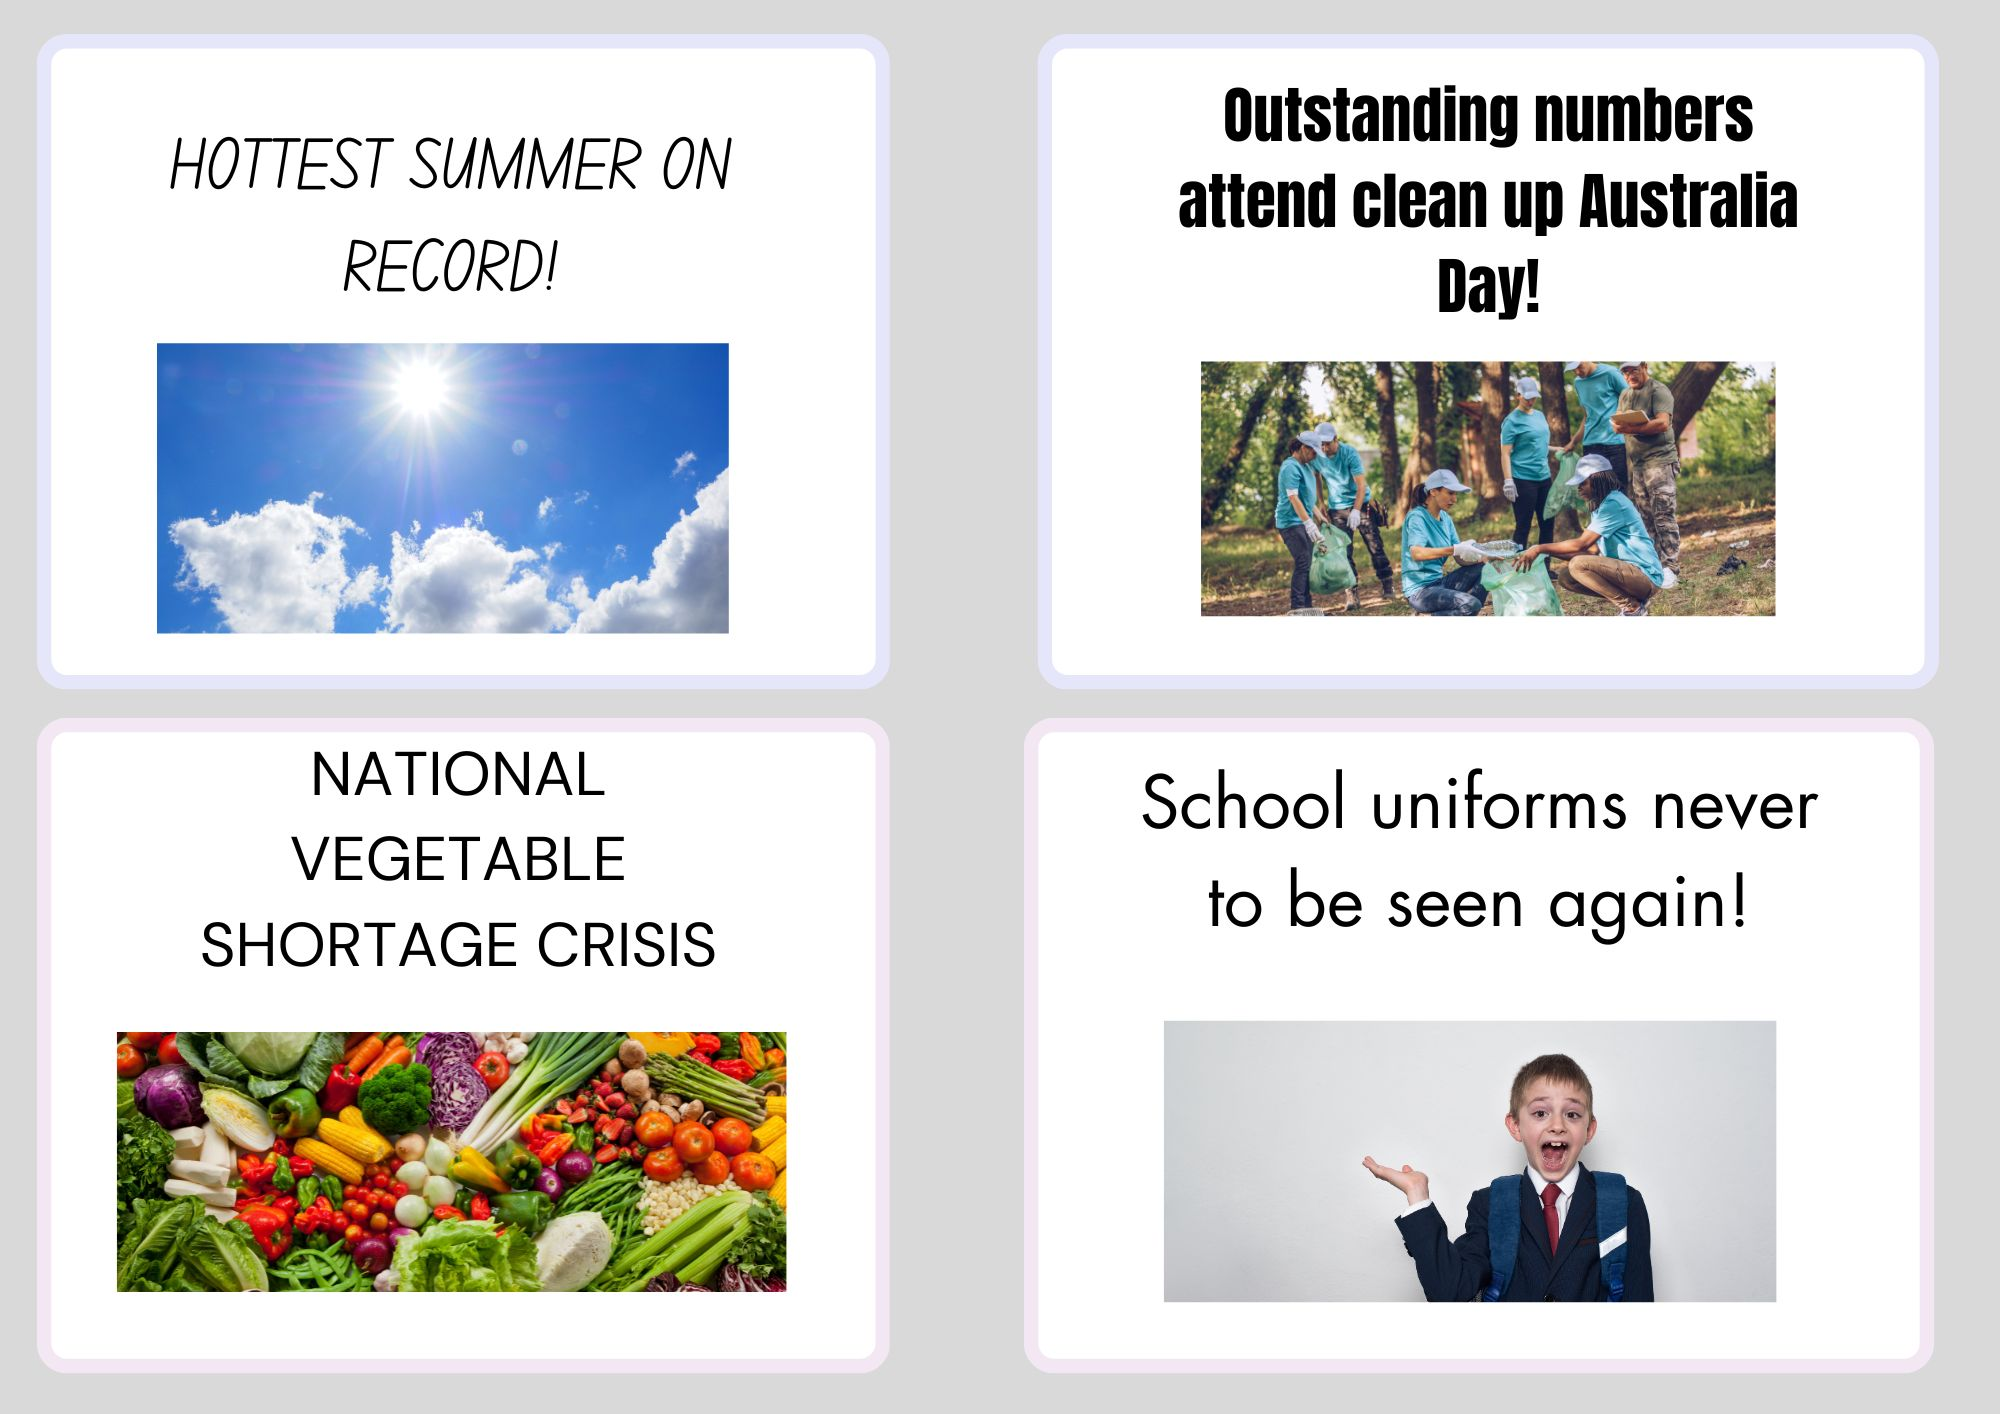 HOTTEST SUMMER ON
RECORD!
Outstanding numbers
attend clean up Australia
Day!
NATIONAL
VEGETABLE
SHORTAGE CRISIS
School uniforms never
to be seen again!